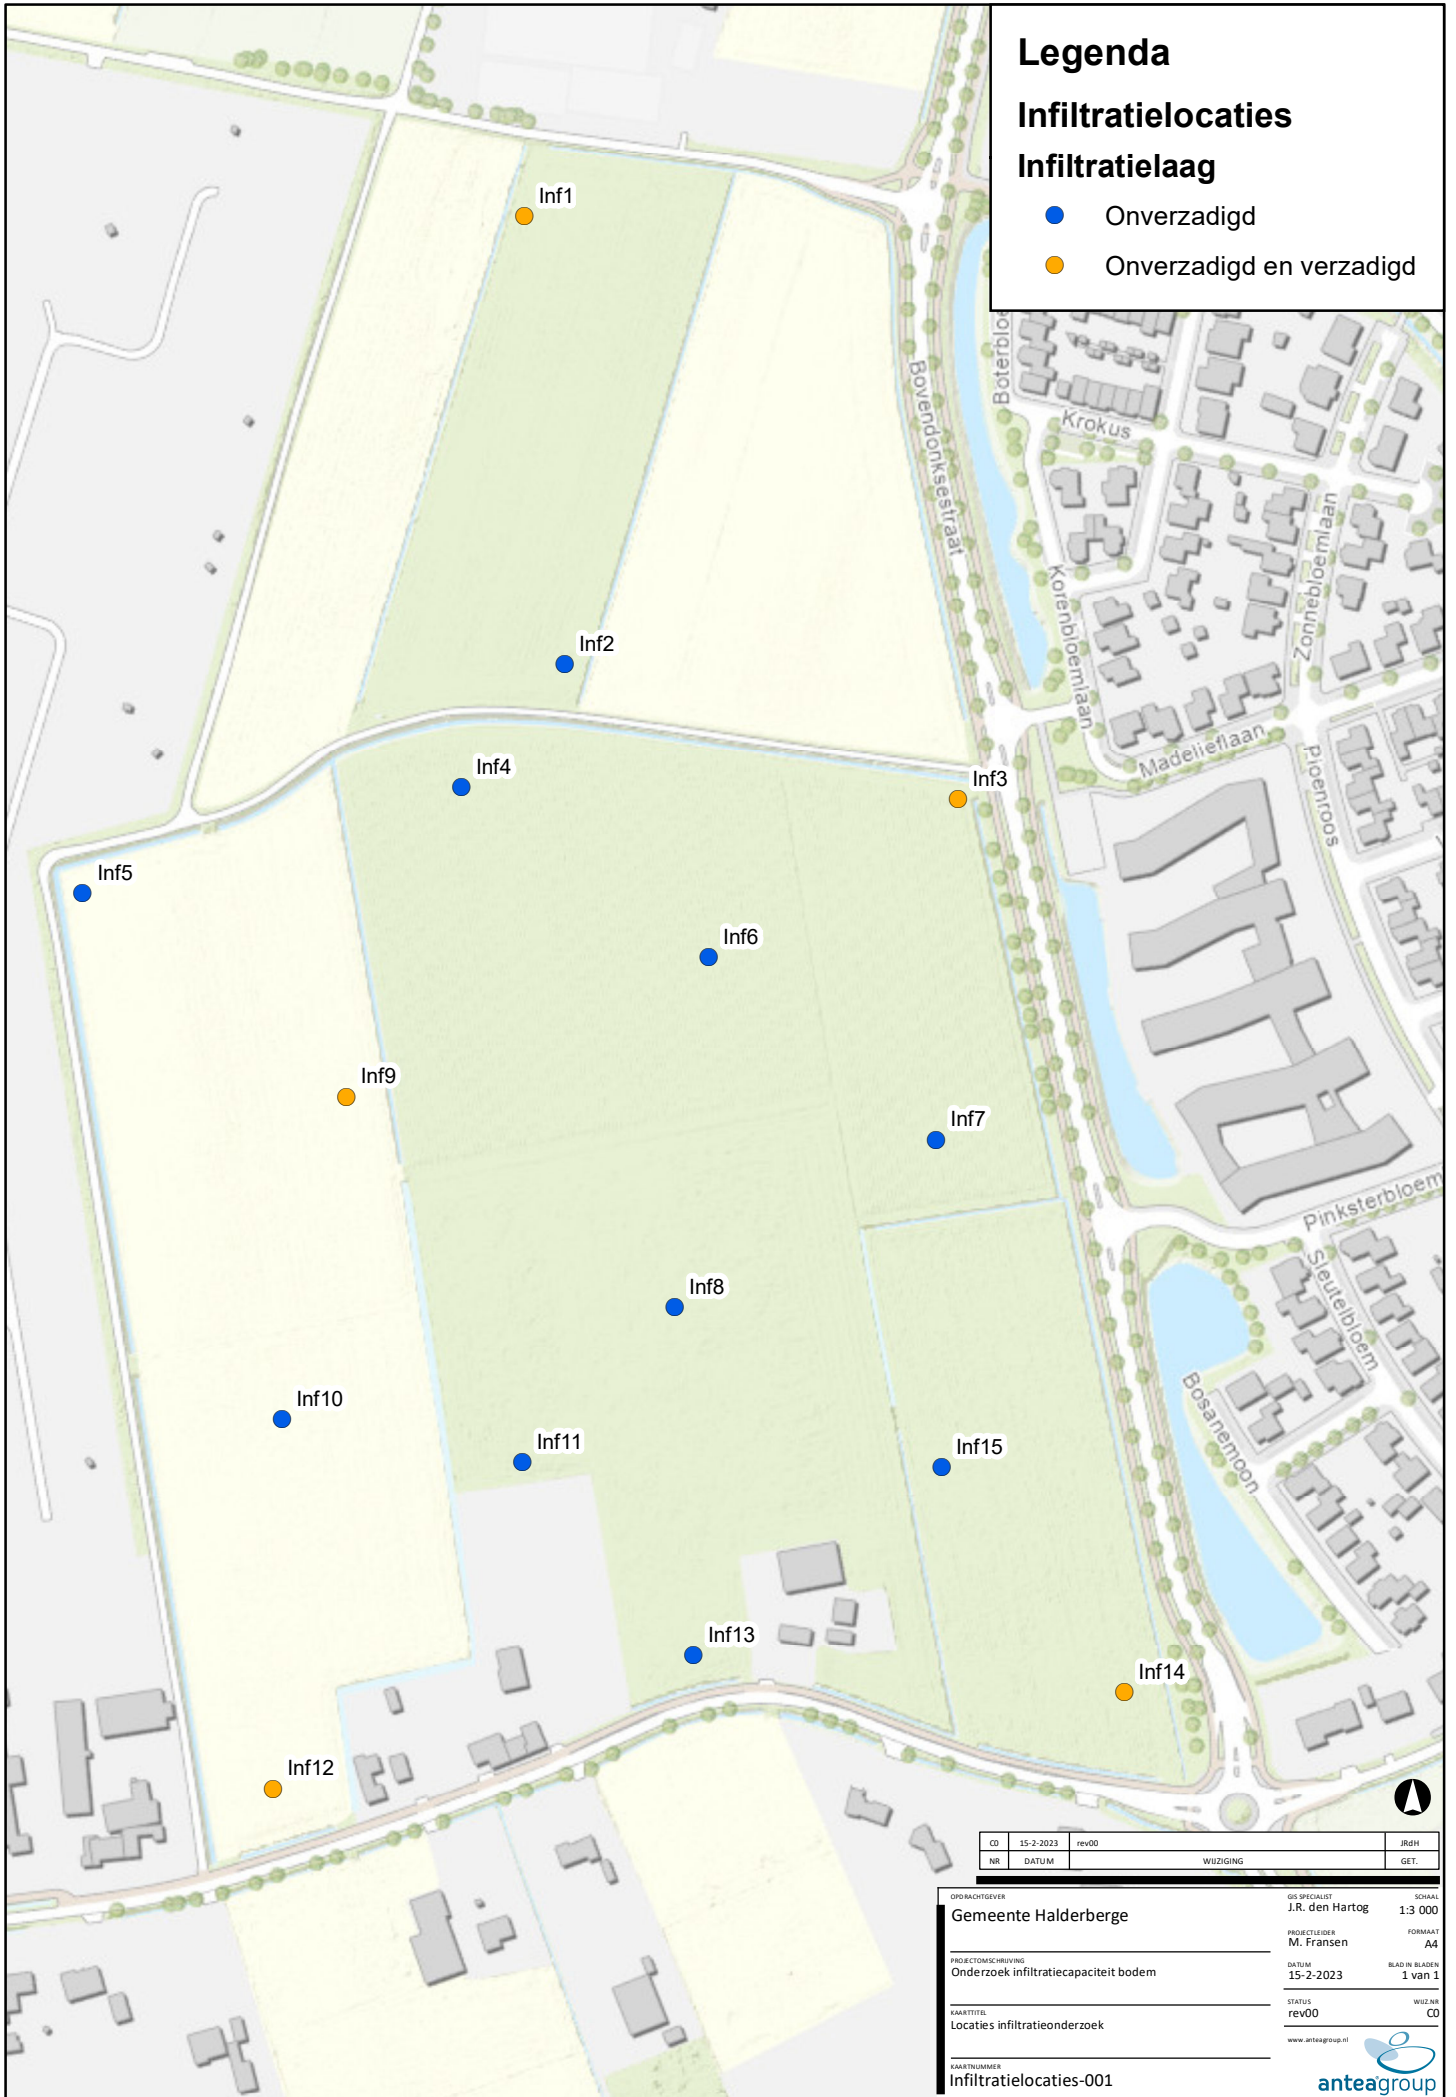 Legenda
Infiltratielocaties
Infiltratielaag
Onverzadigd
Onverzadigd en verzadigd
Inf1
Boterbloe
Krokus
Bovendonksestraat
Zonnebloemlaan
Korenbloemlaan
Inf2
Madelieflaan
Pioenroos
Inf4
Inf3
Inf5
Inf6
Inf9
Inf7
Pinksterbloem
Sleutelbloem
Inf8
Bosanemoon
Inf10
Inf11
Inf15
Inf13
Inf14
Inf12
C0 15-2-2023 rev00 JRdH
NR DATUM WIJZIGING GET.
OPDRACHTGEVER
Gemeente Halderberge
GIS SPECIALIST SCHAAL
J.R. den Hartog 1:3 000
PROJECTLEIDER FORMAAT
M. Fransen A4
PROJECTOMSCHRIJVING
Onderzoek infiltratiecapaciteit bodem
DATUM BLAD IN BLADEN
15-2-2023 1 van 1
STATUS WIJZ.NR
rev00 C0
KAARTTITEL
Locaties infiltratieonderzoek
www.anteagroup.nl
KAARTNUMMER
Infiltratielocaties-001
anteagroup